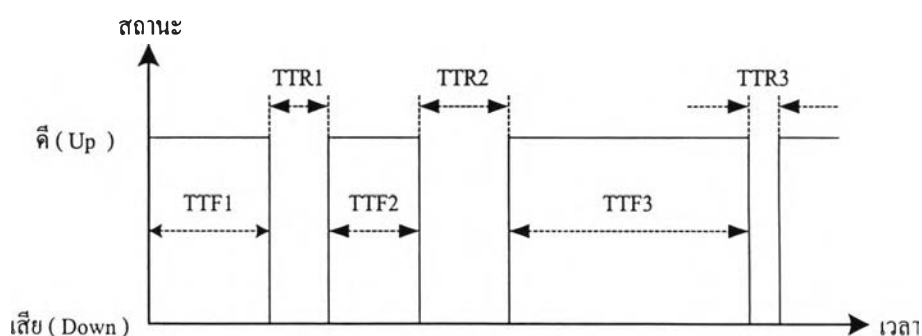 สถานะ
TTR1
TTR2
TTR3
ดี ( Up )
TTF1
TTF2
TTF3
เสีย ( Down )
เวลา